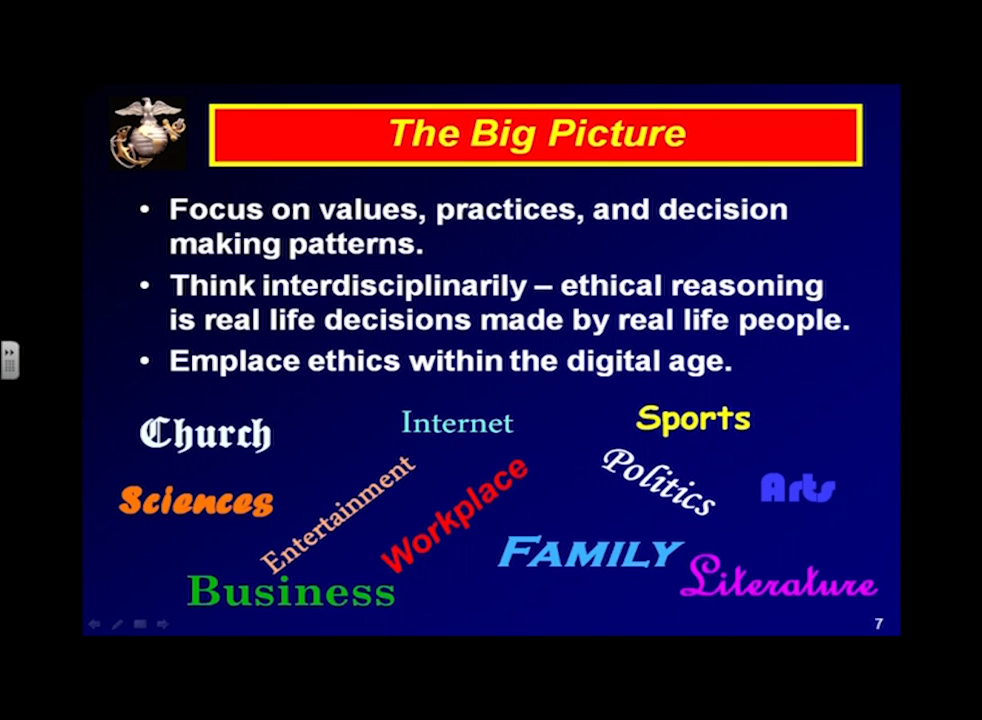 The Big Picture
• Focus on values, practices, and decision
making patterns.
• Think interdisciplinarily – ethical reasoning
is real life decisions made by real life people.
• Emplace ethics within the digital age.
Church
Internet
Sports
Sciences
Entertainment
Workplace
Politics
Arts
Business
Family
Literature
7